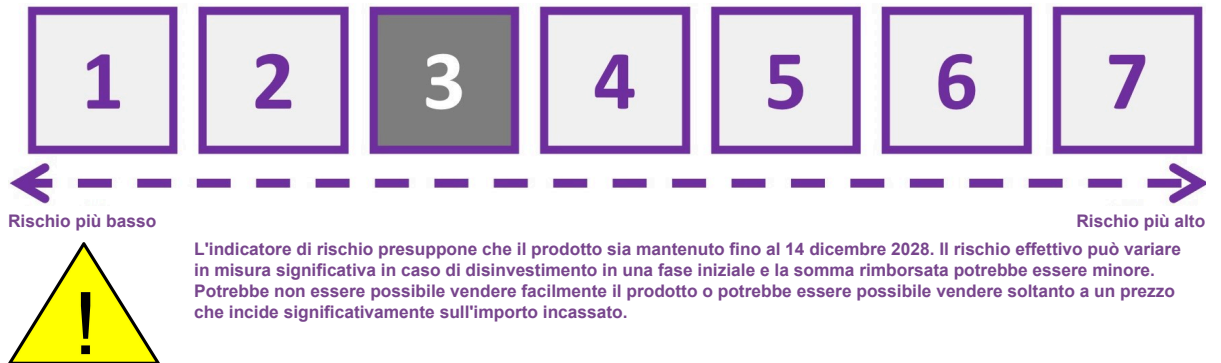 1 2 3 4 5 6 7
Rischio più basso Rischio più alto
!
L'indicatore di rischio presuppone che il prodotto sia mantenuto fino al 14 dicembre 2028. Il rischio effettivo può variare
in misura significativa in caso di disinvestimento in una fase iniziale e la somma rimborsata potrebbe essere minore.
Potrebbe non essere possibile vendere facilmente il prodotto o potrebbe essere possibile vendere soltanto a un prezzo
che incide significativamente sull'importo incassato.